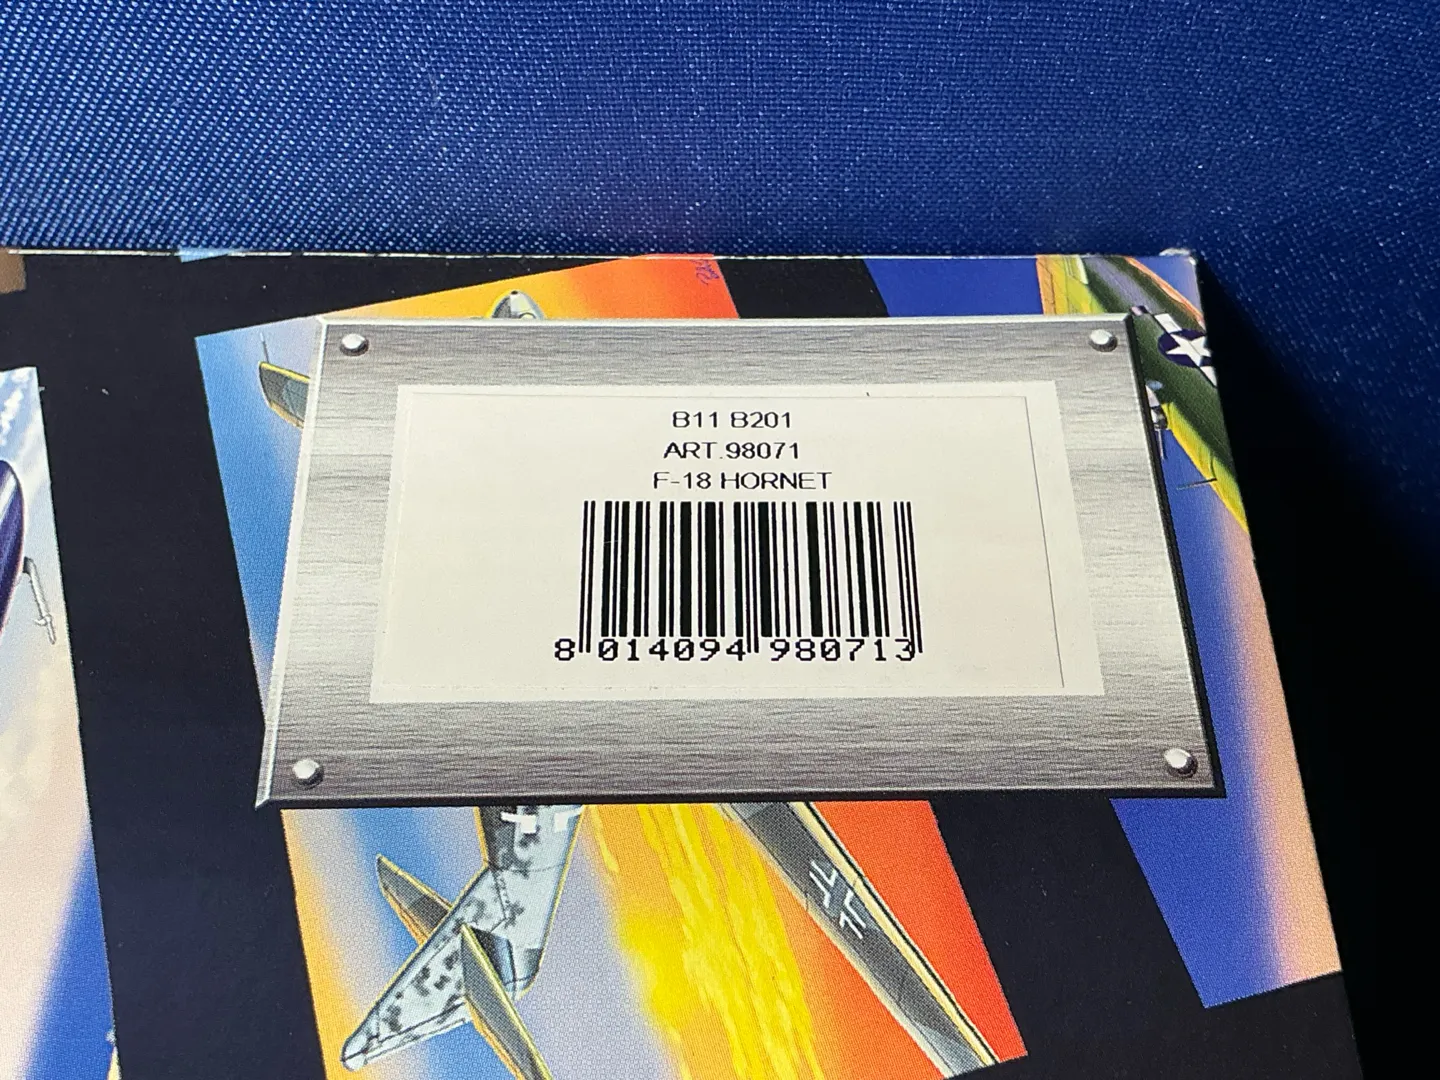 B11 B201
ART.98071
F-18 HORNET
8 014094 980713